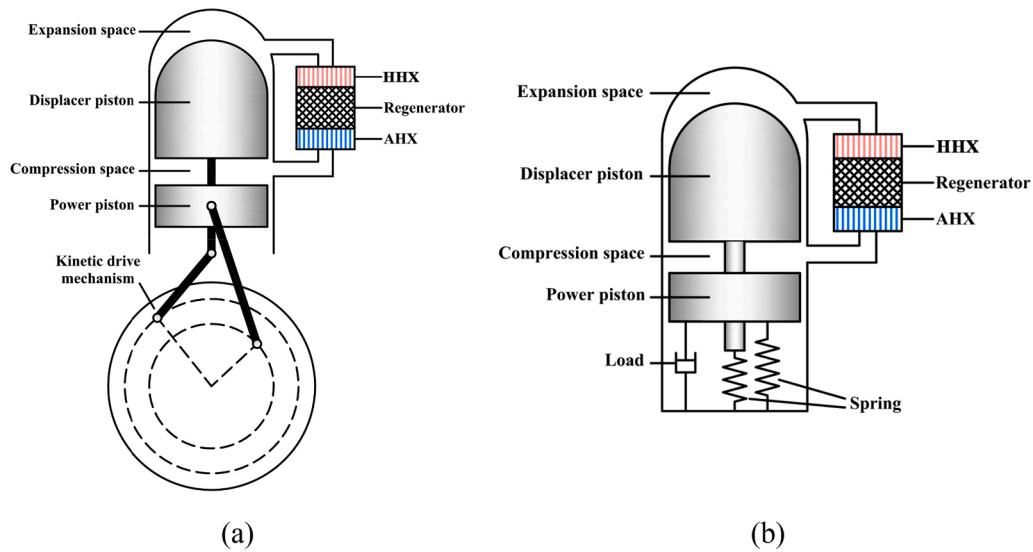 Expansion space
Displacer piston
Compression space
Power piston
Kinetic drive
mechanism
HHX
Regenerator
AHX
(a)
Expansion space
Displacer piston
Compression space
Power piston
Load
HHX
Regenerator
AHX
Spring
(b)